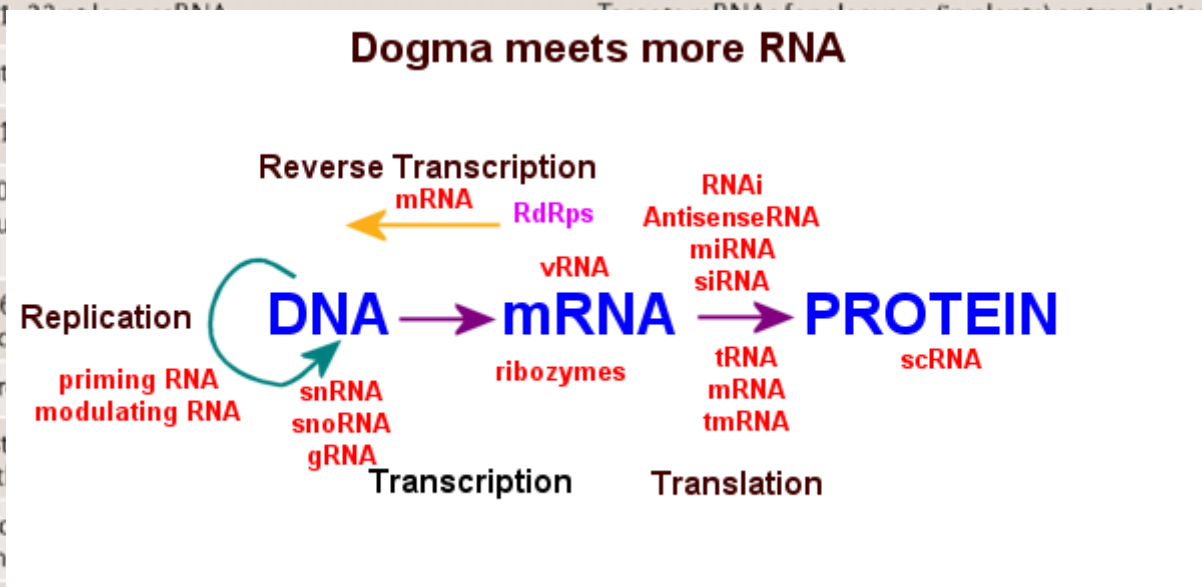 Dogma meets more RNA
Reverse Transcription
mRNA
RdRps
RNAi
AntisenseRNA
miRNA
siRNA
vRNA
Replication
DNA
mRNA
PROTEIN
priming RNA
modulating RNA
snRNA
snoRNA
gRNA
ribozymes
tRNA
mRNA
tmRNA
scRNA
Transcription
Translation